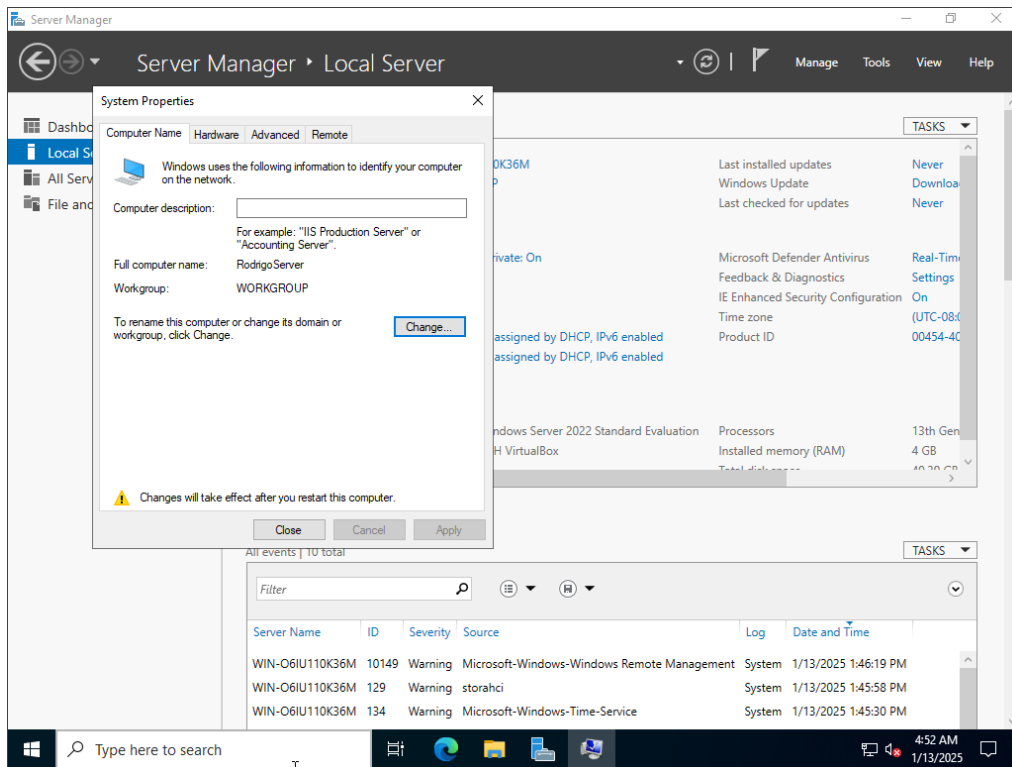 Server Manager
Server Manager • Local Server
Manage Tools View Help
System Properties
Computer Name Hardware Advanced Remote
Windows uses the following information to identify your computer
on the network.
Computer description:
For example: "IIS Production Server" or
"Accounting Server".
Full computer name: RodrigoServer
Workgroup: WORKGROUP
To rename this computer or change its domain or
workgroup, click Change.
Change...
Changes will take effect after you restart this computer.
Close Cancel Apply
Dashbo
Local Se
All Serv
File and
TASKS
0K36M Last installed updates Never
Windows Update Downloa
Last checked for updates Never
rivate: On Microsoft Defender Antivirus Real-Time
Feedback & Diagnostics Settings
IE Enhanced Security Configuration On
assigned by DHCP, IPv6 enabled Time zone (UTC-08:0
assigned by DHCP, IPv6 enabled Product ID 00454-40
ndows Server 2022 Standard Evaluation Processors 13th Gen
H VirtualBox Installed memory (RAM) 4 GB
Total disk space 40.20 GB
All events | 10 total
TASKS
Filter
Server Name ID Severity Source Log Date and Time
WIN-O6IU110K36M 10149 Warning Microsoft-Windows-Windows Remote Management System 1/13/2025 1:46:19 PM
WIN-O6IU110K36M 129 Warning storahci System 1/13/2025 1:45:58 PM
WIN-O6IU110K36M 134 Warning Microsoft-Windows-Time-Service System 1/13/2025 1:45:30 PM
Type here to search
4:52 AM
1/13/2025